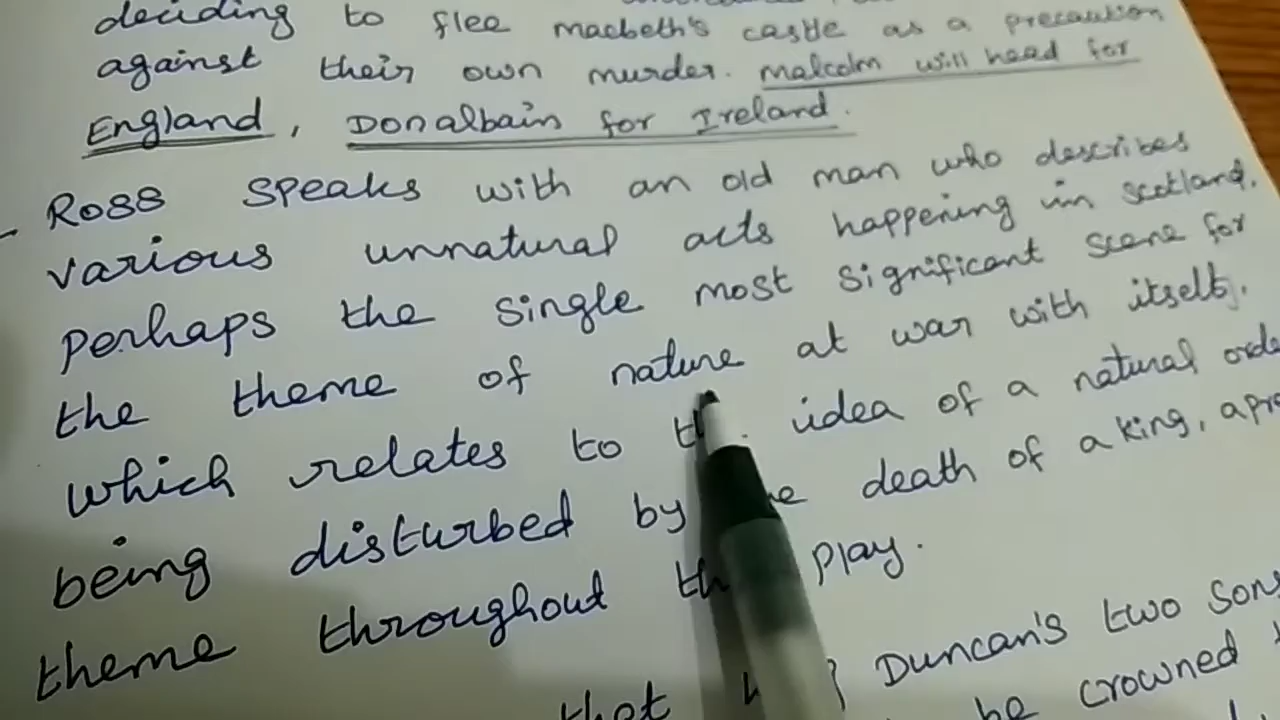 deciding to flee macbeth's castle as a precaution
against their own murder. Malcolm will head for
England, Donalbain for Ireland.
- Ross speaks with an old man who describes
various unnatural acts happening in Scotland.
perhaps the single most significant scene for
the theme of nature at war with itself.
which relates to idea of a natural
being disturbed by death of a king,
theme throughout play.
Duncan's two sons
that be crowned